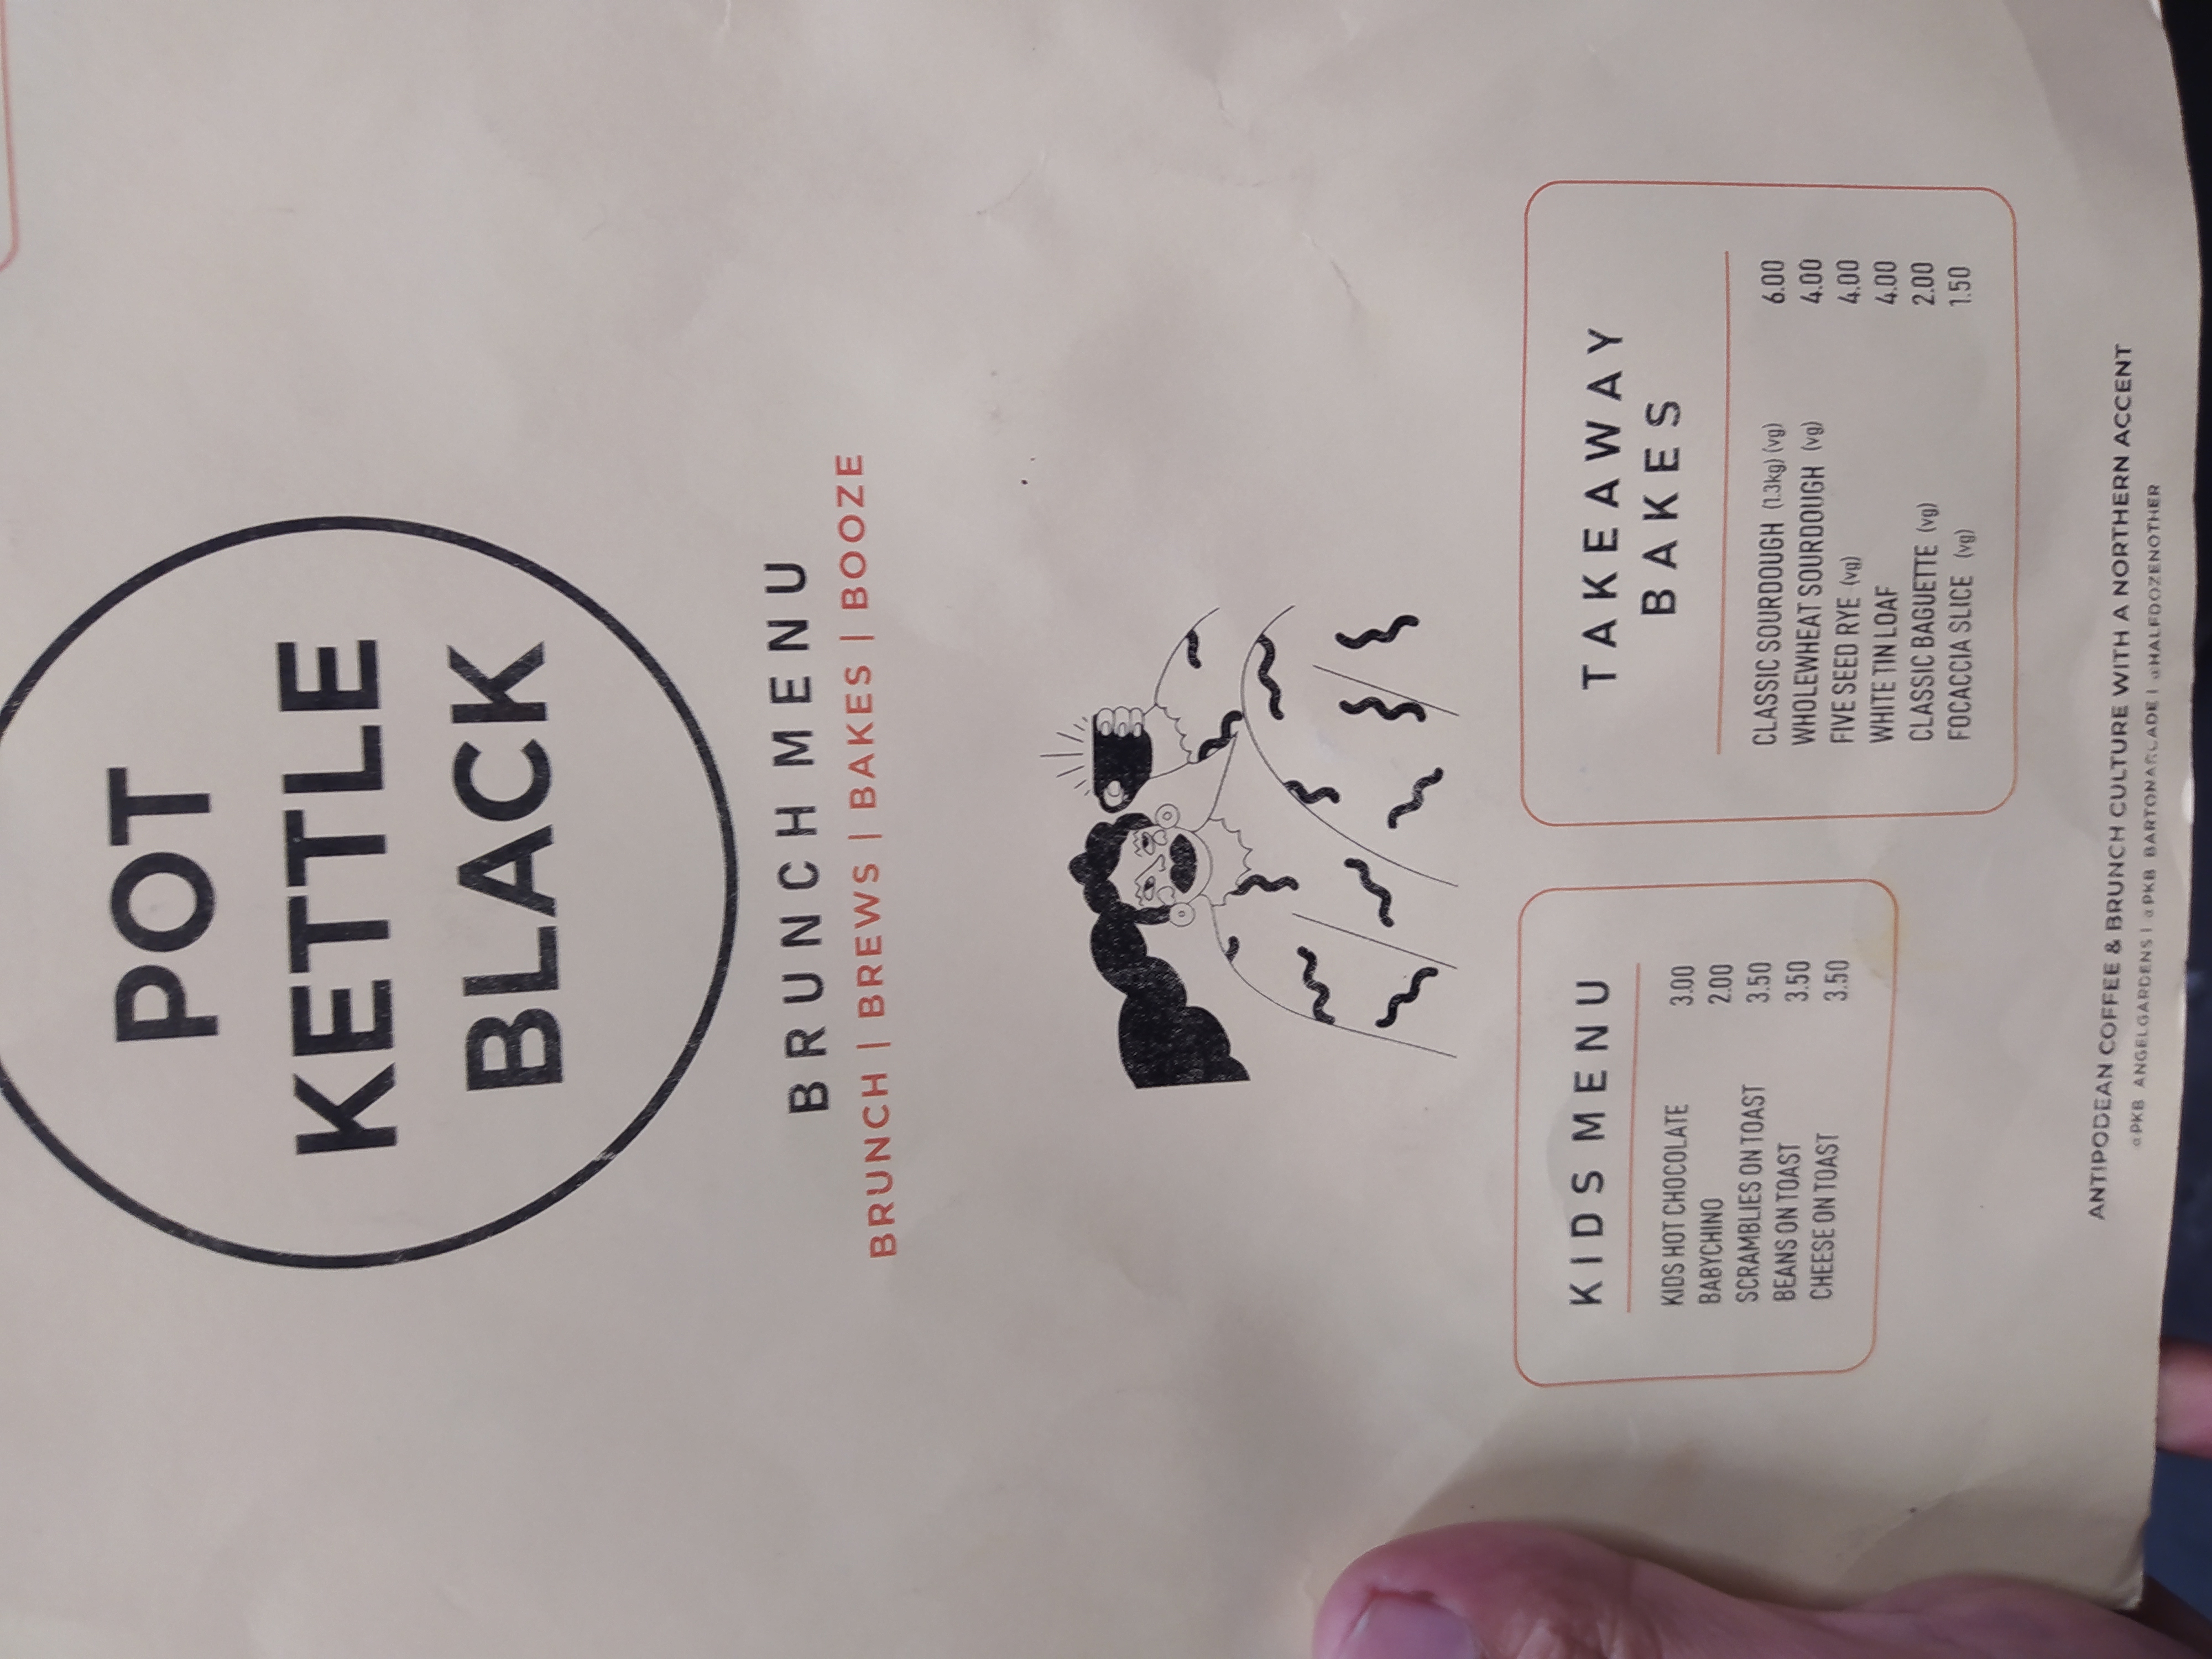 POT
KETTLE
BLACK
BRUNCH MENU
BRUNCH | BREWS | BAKES | BOOZE
KIDS MENU
KIDS HOT CHOCOLATE 3.00
BABYCHINO 2.00
SCRAMBLIES ON TOAST 3.50
BEANS ON TOAST 3.50
CHEESE ON TOAST 3.50
TAKEAWAY
BAKES
CLASSIC SOURDOUGH (1.3kg) (vg) 6.00
WHOLEWHEAT SOURDOUGH (vg) 4.00
FIVE SEED RYE (vg) 4.00
WHITE TIN LOAF 4.00
CLASSIC BAGUETTE (vg) 2.00
FOCACCIA SLICE (vg) 1.50
ANTIPODEAN COFFEE & BRUNCH CULTURE WITH A NORTHERN ACCENT
@PKB_ANGELGARDENS | @PKB_BARTONARCADE | @HALFDOZENOTHER